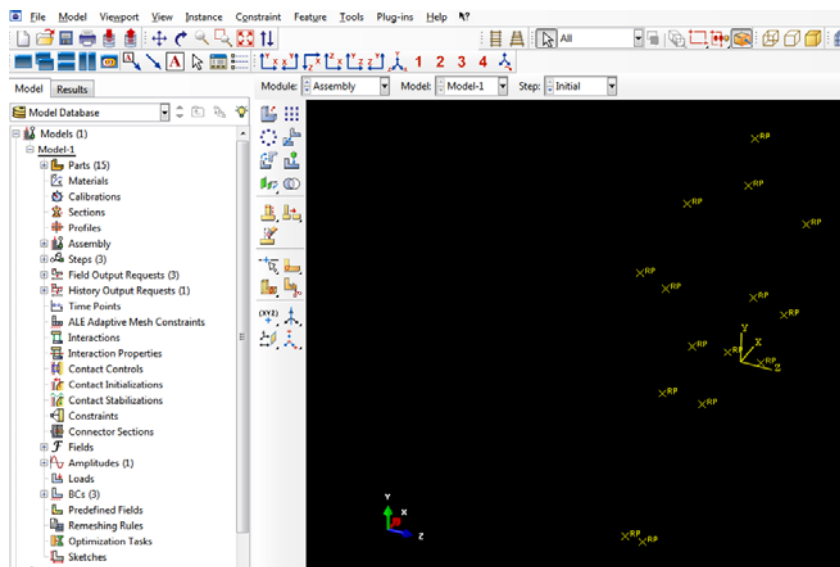 File Model Viewport View Instance Constraint Feature Tools Plug-ins Help
All
A 1 2 3 4
Model Results
Module: Assembly Model: Model-1 Step: Initial
Model Database
Models (1)
Model-1
Parts (15)
Materials
Calibrations
Sections
Profiles
Assembly
Steps (3)
Field Output Requests (3)
History Output Requests (1)
Time Points
ALE Adaptive Mesh Constraints
Interactions
Interaction Properties
Contact Controls
Contact Initializations
Contact Stabilizations
Constraints
Connector Sections
Fields
Amplitudes (1)
Loads
BCs (3)
Predefined Fields
Remeshing Rules
Optimization Tasks
Sketches
(XYZ)
RP
RP
RP
RP
RP
RP
RP
RP
Y
X
RP
RP
RP
Z
RP
RP
Y
X
Z
RP
RP